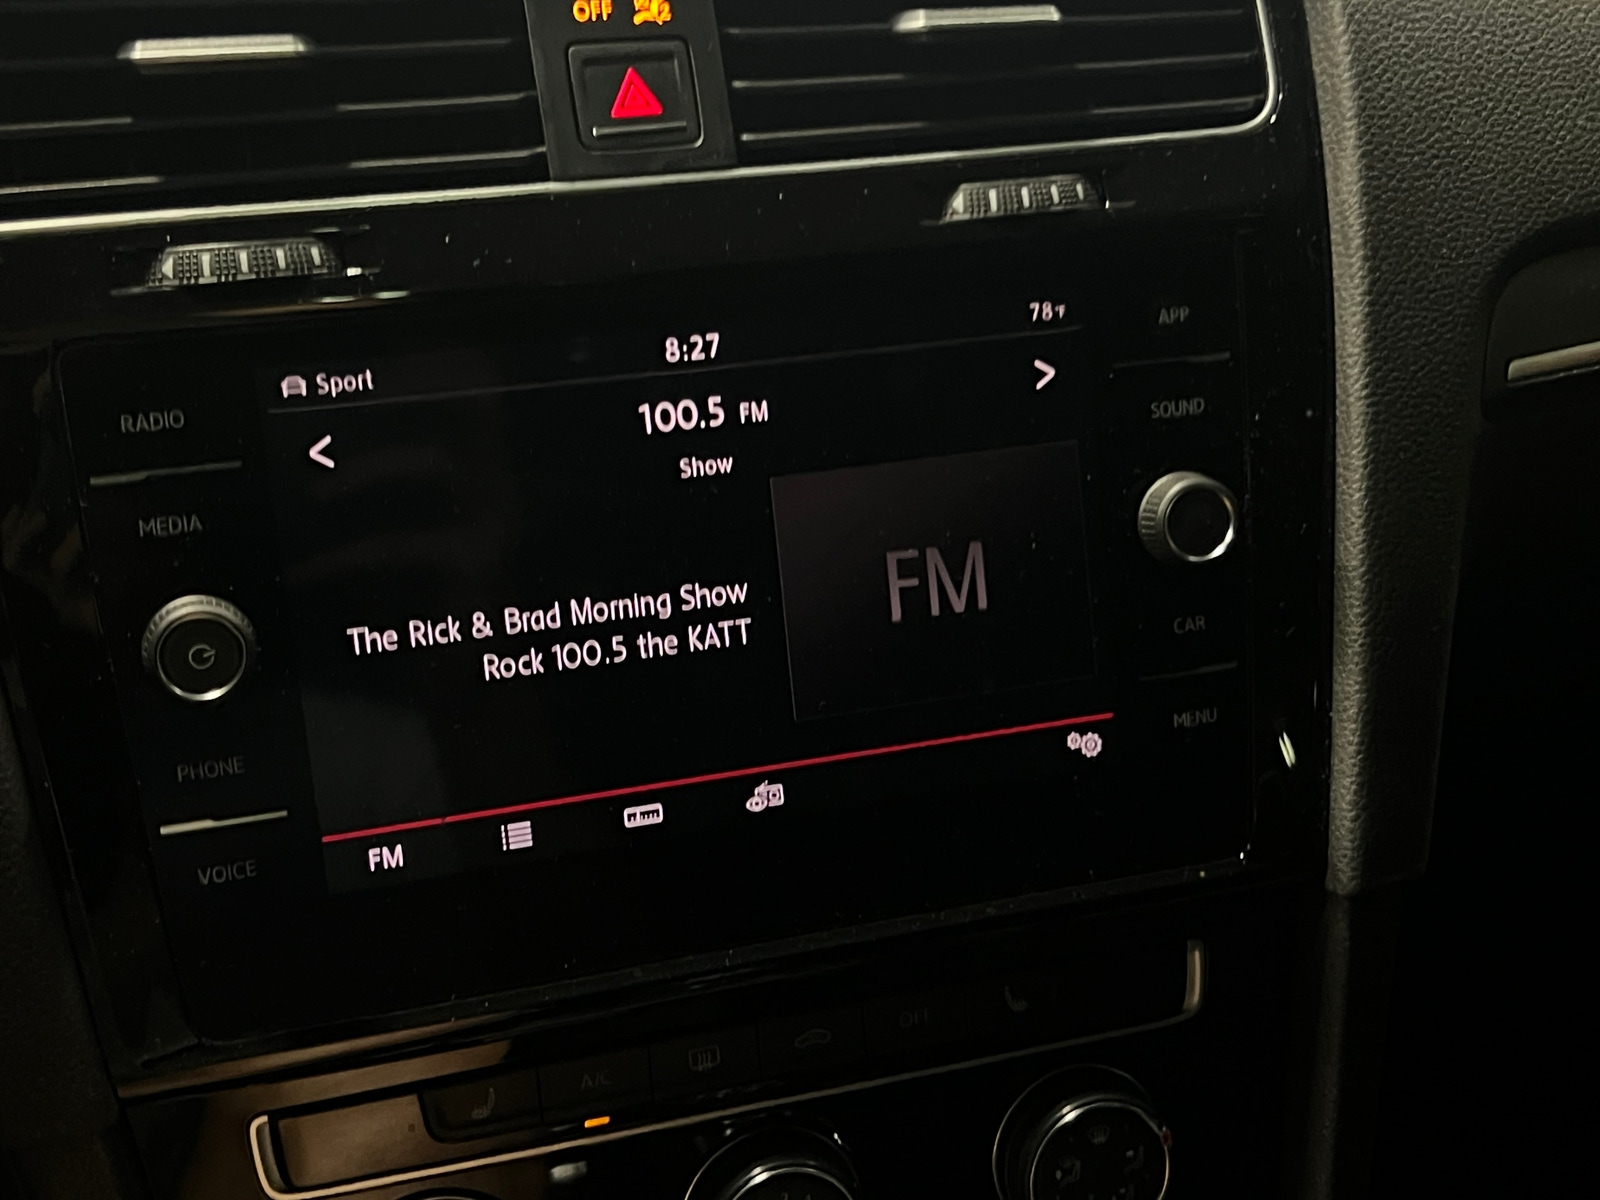 OFF
78°F
8:27
Sport
100.5 FM
Show
The Rick & Brad Morning Show
Rock 100.5 the KATT
FM
FM
RADIO
MEDIA
PHONE
VOICE
APP
SOUND
CAR
MENU
A/C
OFF